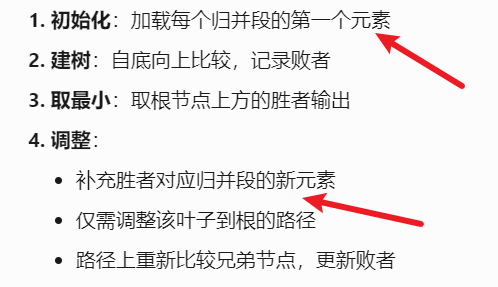 1. 初始化：加载每个归并段的第一个元素
2. 建树：自底向上比较，记录败者
3. 取最小：取根节点上方的胜者输出
4. 调整：
• 补充胜者对应归并段的新元素
• 仅需调整该叶子到根的路径
• 路径上重新比较兄弟节点，更新败者